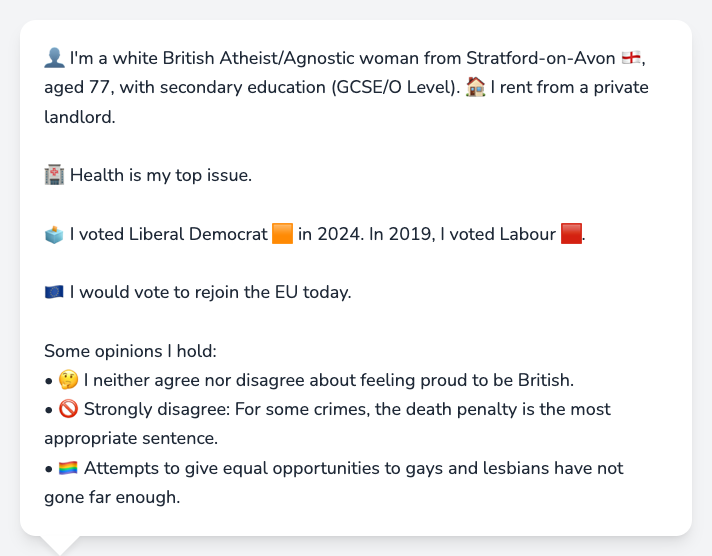 👤 I'm a white British Atheist/Agnostic woman from Stratford-on-Avon 🏴󠁧󠁢󠁥󠁮󠁧󠁿,
aged 77, with secondary education (GCSE/O Level). 🏠 I rent from a private
landlord.
🏥 Health is my top issue.
🗳️ I voted Liberal Democrat 🟧 in 2024. In 2019, I voted Labour 🟥.
🇪🇺 I would vote to rejoin the EU today.
Some opinions I hold:
• 🤔 I neither agree nor disagree about feeling proud to be British.
• 🚫 Strongly disagree: For some crimes, the death penalty is the most
appropriate sentence.
• 🏳️‍🌈 Attempts to give equal opportunities to gays and lesbians have not
gone far enough.